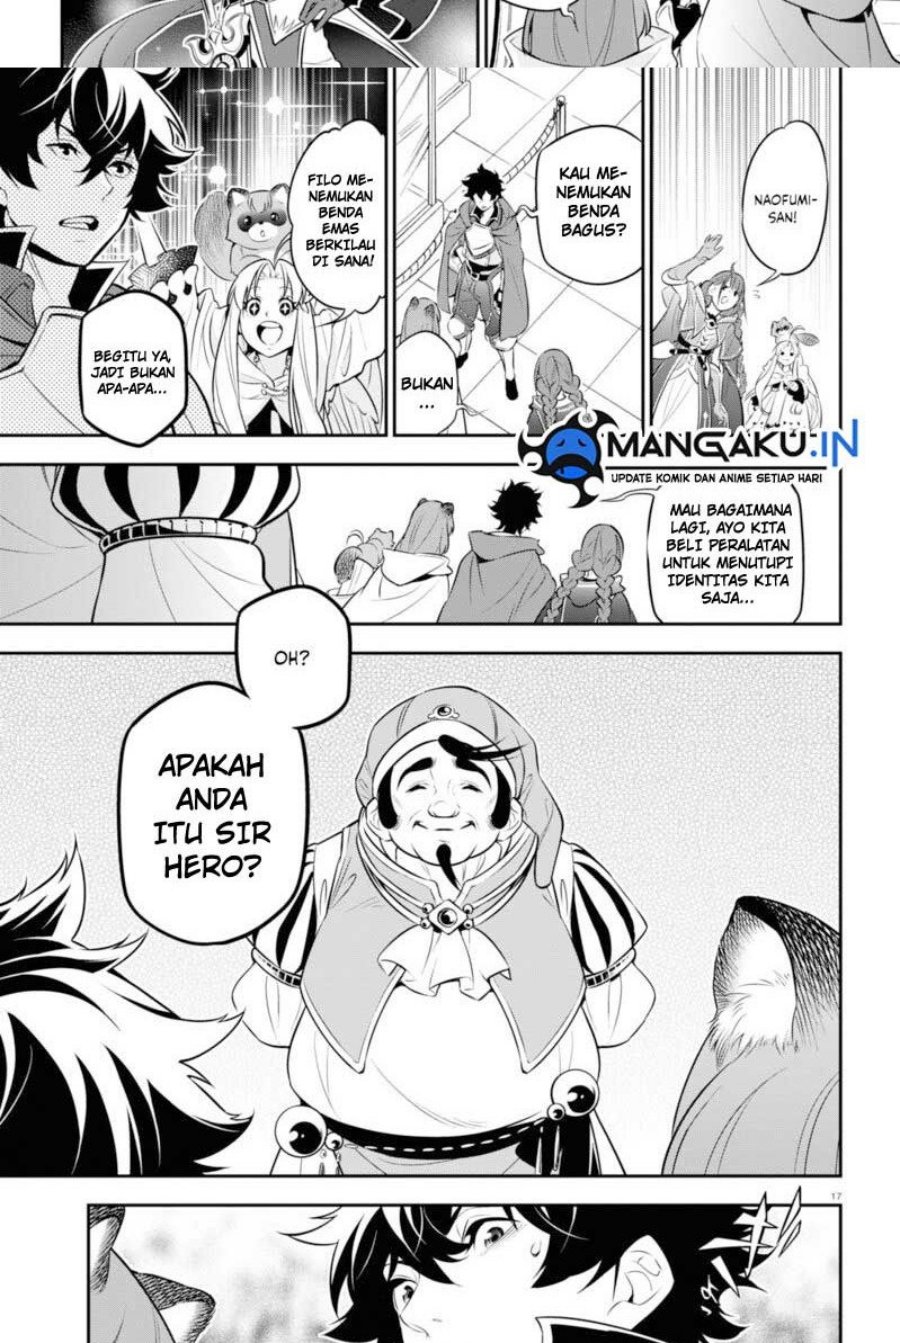 NAOFUMI-
SAN!
KAU ME-
NEMUKAN
BENDA
BAGUS?
BUKAN
...
FILO ME-
NEMUKAN
BENDA
EMAS
BERKILAU
DI SANA!
BEGITU YA,
JADI BUKAN
APA-APA...
MANGAKU.IN
UPDATE KOMIK DAN ANIME SETIAP HARI
MAU BAGAIMANA
LAGI, AYO KITA
BELI PERALATAN
UNTUK MENUTUPI
IDENTITAS KITA
SAJA...
OH?
APAKAH
ANDA
ITU SIR
HERO?
17